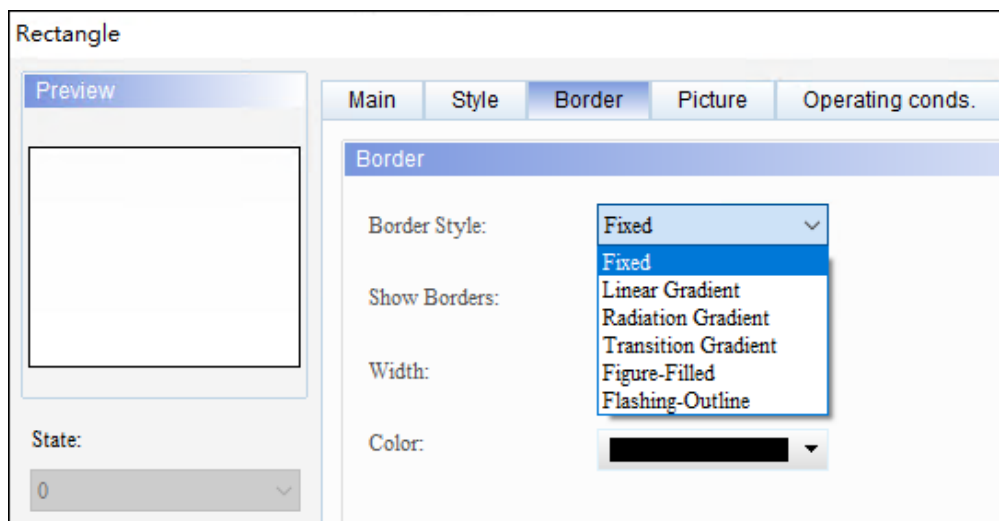 Rectangle
Preview
Main Style Border Picture Operating conds.
Border
Border Style: Fixed
Fixed
Linear Gradient
Show Borders:
Radiation Gradient
Transition Gradient
Width:
Figure-Filled
Flashing-Outline
State:
Color:
0